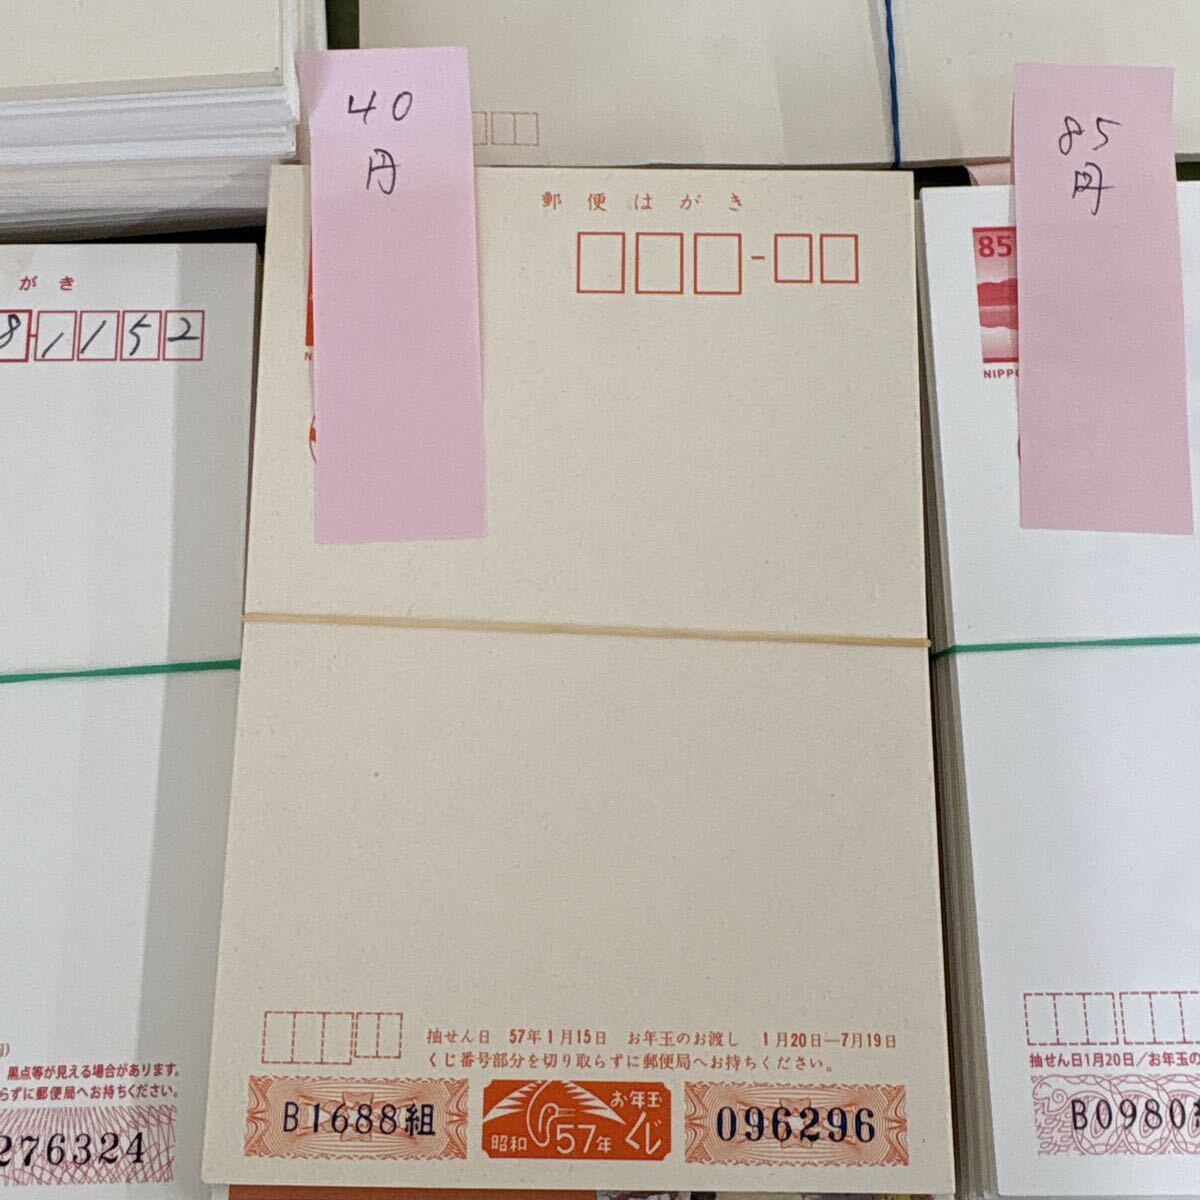 40
円
85
円
郵便はがき
85
NIPP
がき
8-1152
抽せん日 57年1月15日 お年玉のお渡し 1月20日―7月19日
くじ番号部分を切り取らずに郵便局へお持ちください。
B1688組
お年玉
くじ
昭和57年
096296
黒点等が見える場合があります。
らずに郵便局へお持ちください。
276324
抽せん日1月20日/お年玉の
B0980